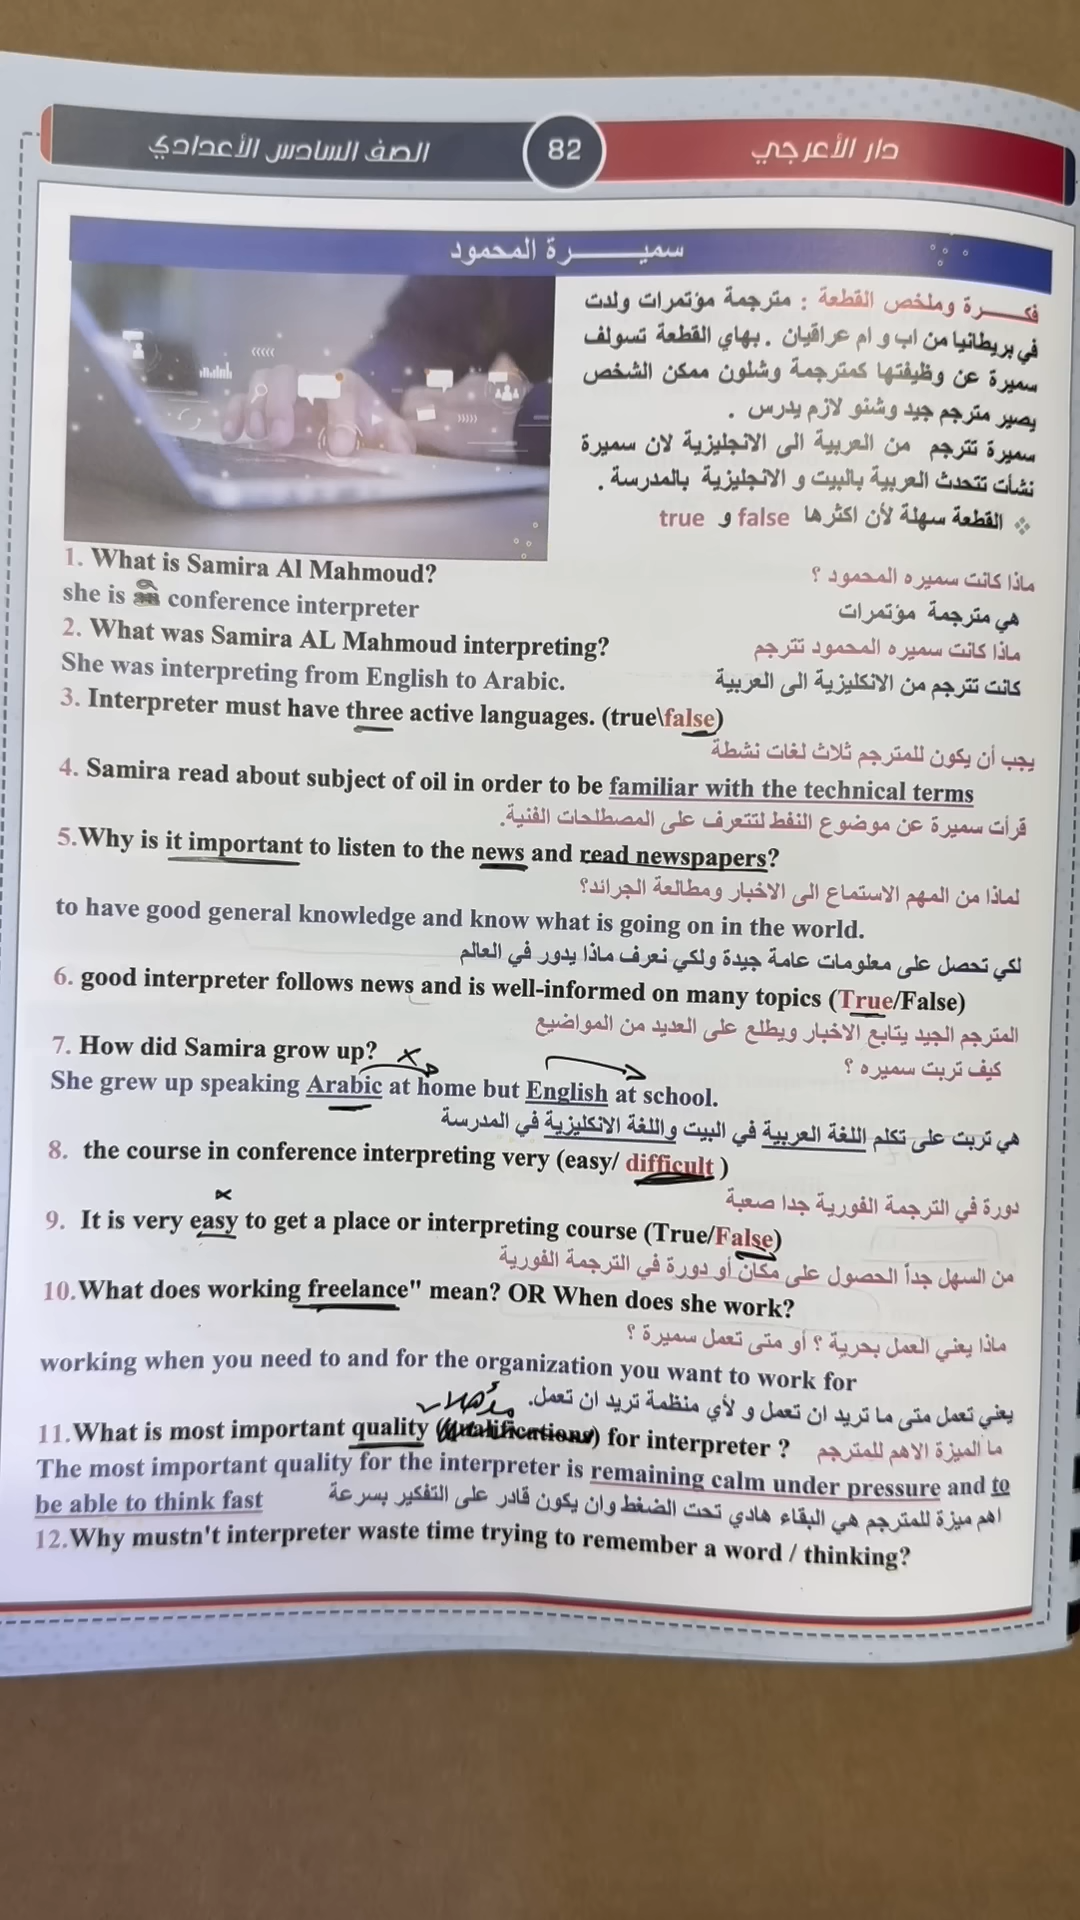 الصف السادس الأعدادي
82
دار الأعرجي
سميـــــرة المحمود
فكـــرة وملخص القطعة : مترجمة مؤتمرات ولدت
في بريطانيا من اب و ام عراقيان . بهاي القطعة تسولف
سميرة عن وظيفتها كمترجمة وشلون ممكن الشخص
يصير مترجم جيد وشنو لازم يدرس .
سميرة تترجم من العربية الى الانجليزية لان سميرة
نشأت تتحدث العربية بالبيت و الانجليزية بالمدرسة .
❖ القطعة سهلة لأن اكثرها false و true
1. What is Samira Al Mahmoud?
ماذا كانت سميره المحمود ؟
she is a conference interpreter
هي مترجمة مؤتمرات
2. What was Samira AL Mahmoud interpreting?
ماذا كانت سميره المحمود تترجم
She was interpreting from English to Arabic.
كانت تترجم من الانكليزية الى العربية
3. Interpreter must have three active languages. (true\false)
يجب أن يكون للمترجم ثلاث لغات نشطة
4. Samira read about subject of oil in order to be familiar with the technical terms
قرأت سميرة عن موضوع النفط لتتعرف على المصطلحات الفنية.
5.Why is it important to listen to the news and read newspapers?
لماذا من المهم الاستماع الى الاخبار ومطالعة الجرائد؟
to have good general knowledge and know what is going on in the world.
لكي تحصل على معلومات عامة جيدة ولكي نعرف ماذا يدور في العالم
6. good interpreter follows news and is well-informed on many topics (True/False)
المترجم الجيد يتابع الاخبار ويطلع على العديد من المواضيع
7. How did Samira grow up?
كيف تربت سميره ؟
She grew up speaking Arabic at home but English at school.
هي تربت على تكلم اللغة العربية في البيت واللغة الانكليزية في المدرسة
8. the course in conference interpreting very (easy/ difficult )
دورة في الترجمة الفورية جدا صعبة
9. It is very easy to get a place or interpreting course (True/False)
من السهل جداً الحصول على مكان أو دورة في الترجمة الفورية
10.What does working freelance" mean? OR When does she work?
ماذا يعني العمل بحرية ؟ أو متى تعمل سميرة ؟
working when you need to and for the organization you want to work for
يعني تعمل متى ما تريد ان تعمل و لأي منظمة تريد ان تعمل.
11.What is most important quality (Qualifications) for interpreter ?
ما الميزة الاهم للمترجم
The most important quality for the interpreter is remaining calm under pressure and to
be able to think fast
اهم ميزة للمترجم هي البقاء هادي تحت الضغط وان يكون قادر على التفكير بسرعة
12.Why mustn't interpreter waste time trying to remember a word / thinking?